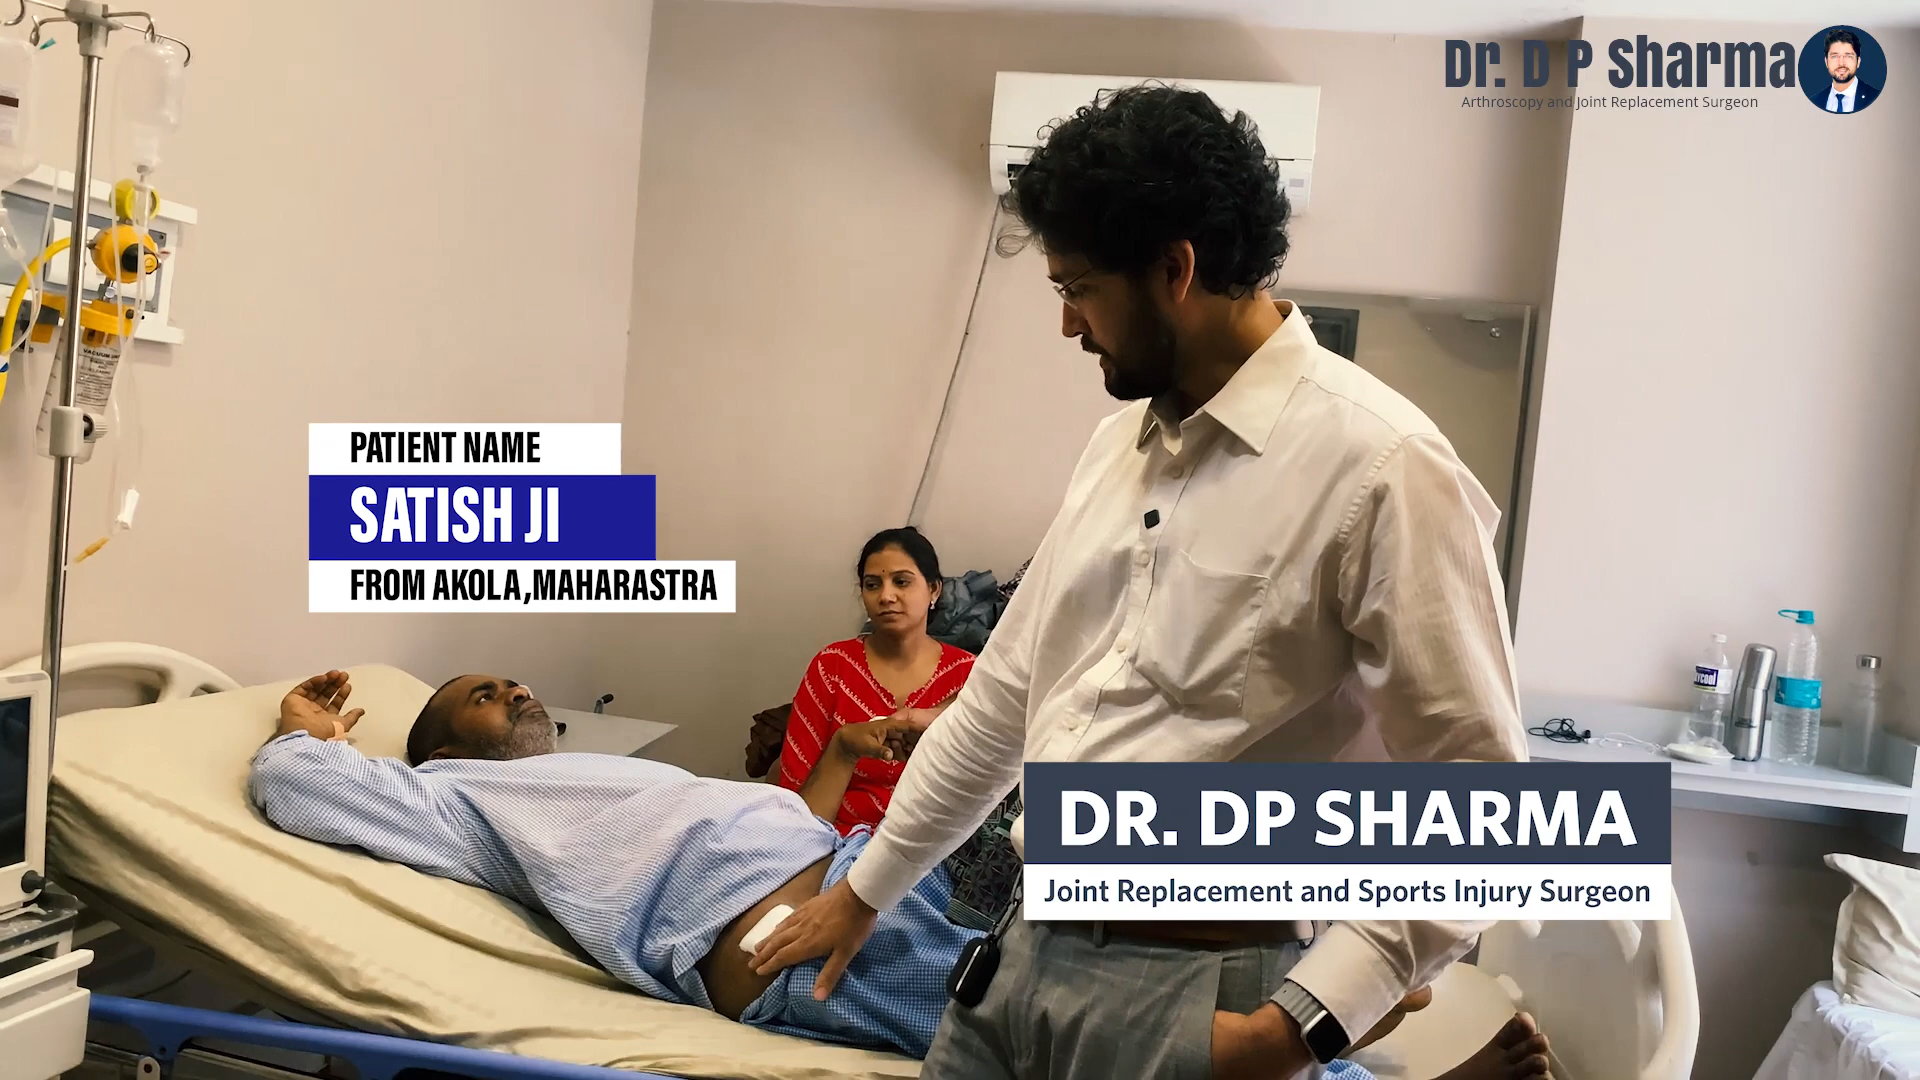 Dr. D P Sharma
Arthroscopy and Joint Replacement Surgeon
PATIENT NAME
SATISH JI
FROM AKOLA,MAHARASTRA
DR. DP SHARMA
Joint Replacement and Sports Injury Surgeon